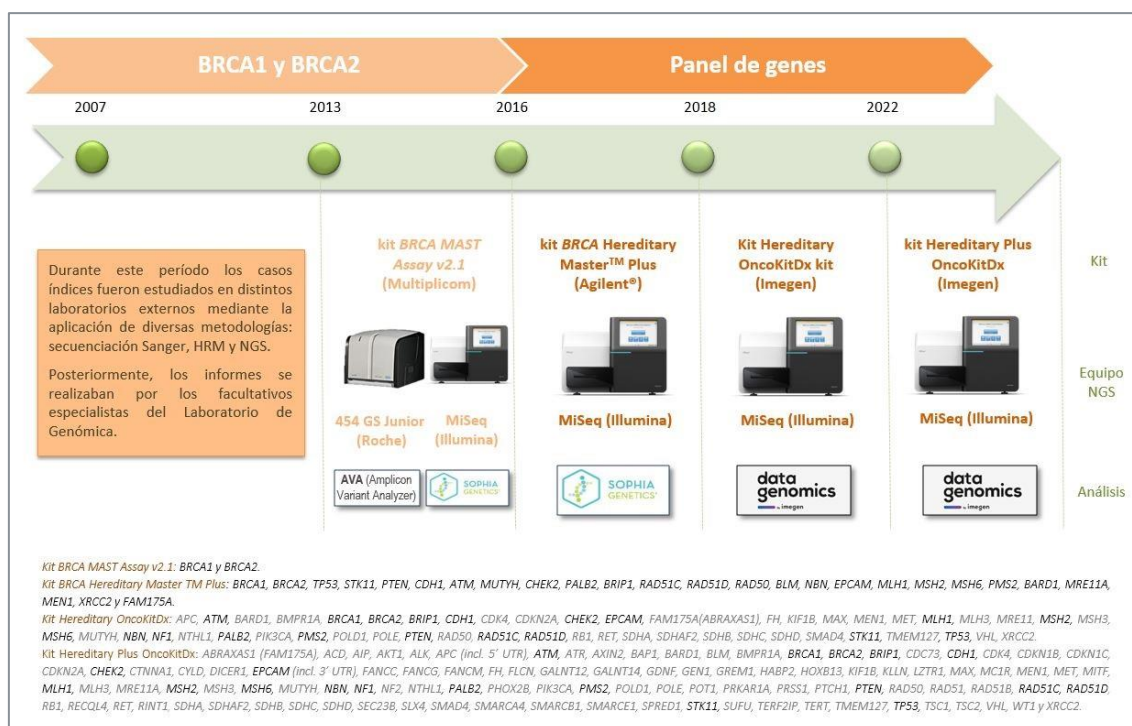 BRCA1 y BRCA2
Panel de genes
2007
2013
2016
2018
2022
Durante este período los casos
índices fueron estudiados en distintos
laboratorios externos mediante la
aplicación de diversas metodologías:
secuenciación Sanger, HRM y NGS.
Posteriormente, los informes se
realizaban por los facultativos
especialistas del Laboratorio de
Genómica.
kit BRCA MAST
Assay v2.1
(Multiplicom)
kit BRCA Hereditary
Master™ Plus
(Agilent®)
Kit Hereditary
OncoKitDx kit
(Imegen)
kit Hereditary Plus
OncoKitDx
(Imegen)
Kit
454 GS Junior
(Roche)
MiSeq
(Illumina)
MiSeq (Illumina)
MiSeq (Illumina)
MiSeq (Illumina)
Equipo
NGS
AVA (Amplicon
Variant Analyzer)
SOPHIA
GENETICS
SOPHIA
GENETICS
data
genomics
by imegen
data
genomics
by imegen
Análisis
Kit BRCA MAST Assay v2.1: BRCA1 y BRCA2.
Kit BRCA Hereditary Master TM Plus: BRCA1, BRCA2, TP53, STK11, PTEN, CDH1, ATM, MUTYH, CHEK2, PALB2, BRIP1, RAD51C, RAD51D, RAD50, BLM, NBN, EPCAM, MLH1, MSH2, MSH6, PMS2, BARD1, MRE11A,
MEN1, XRCC2 y FAM175A.
Kit Hereditary OncoKitDx: APC, ATM, BARD1, BMPR1A, BRCA1, BRCA2, BRIP1, CDH1, CDK4, CDKN2A, CHEK2, EPCAM, FAM175A(ABRAXAS1), FH, KIF1B, MAX, MEN1, MET, MLH1, MLH3, MRE11, MSH2, MSH3,
MSH6, MUTYH, NBN, NF1, NTHL1, PALB2, PIK3CA, PMS2, POLD1, POLE, PTEN, RAD50, RAD51C, RAD51D, RB1, RET, SDHA, SDHAF2, SDHB, SDHC, SDHD, SMAD4, STK11, TMEM127, TP53, VHL, XRCC2.
Kit Hereditary Plus OncoKitDx: ABRAXAS1 (FAM175A), ACD, AIP, AKT1, ALK, APC (incl. 5' UTR), ATM, ATR, AXIN2, BAP1, BARD1, BLM, BMPR1A, BRCA1, BRCA2, BRIP1, CDC73, CDH1, CDK4, CDKN1B, CDKN1C,
CDKN2A, CHEK2, CTNNA1, CYLD, DICER1, EPCAM (incl. 3' UTR), FANCC, FANCG, FANCM, FH, FLCN, GALNT12, GALNT14, GDNF, GEN1, GREM1, HABP2, HOXB13, KIF1B, KLLN, LZTR1, MAX, MC1R, MEN1, MET, MITF,
MLH1, MLH3, MRE11A, MSH2, MSH3, MSH6, MUTYH, NBN, NF1, NF2, NTHL1, PALB2, PHOX2B, PIK3CA, PMS2, POLD1, POLE, POT1, PRKAR1A, PRSS1, PTCH1, PTEN, RAD50, RAD51, RAD51B, RAD51C, RAD51D,
RB1, RECQL4, RET, RINT1, SDHA, SDHAF2, SDHB, SDHC, SDHD, SEC23B, SLX4, SMAD4, SMARCA4, SMARCB1, SMARCE1, SPRED1, STK11, SUFU, TERF2IP, TERT, TMEM127, TP53, TSC1, TSC2, VHL, WT1 y XRCC2.